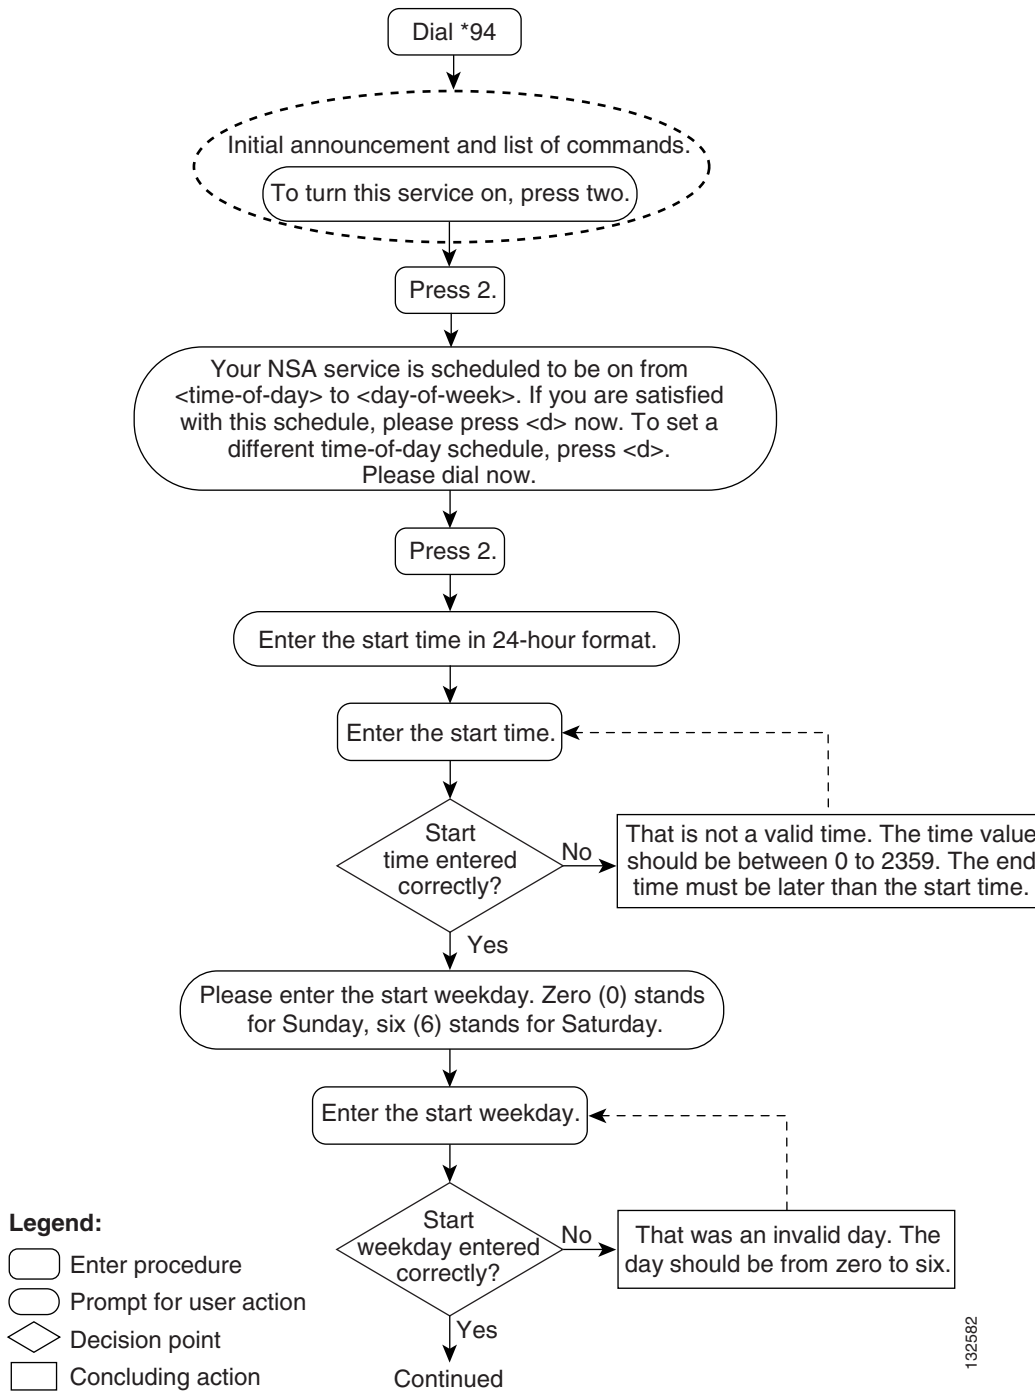 Dial *94
Initial announcement and list of commands.
To turn this service on, press two.
Press 2.
Your NSA service is scheduled to be on from
<time-of-day> to <day-of-week>. If you are satisfied
with this schedule, please press <d> now. To set a
different time-of-day schedule, press <d>.
Please dial now.
Press 2.
Enter the start time in 24-hour format.
Enter the start time.
Start
time entered
correctly?
No
That is not a valid time. The time value
should be between 0 to 2359. The end
time must be later than the start time.
Yes
Please enter the start weekday. Zero (0) stands
for Sunday, six (6) stands for Saturday.
Enter the start weekday.
Start
weekday entered
correctly?
No
That was an invalid day. The
day should be from zero to six.
Yes
Continued
Legend:
Enter procedure
Prompt for user action
Decision point
Concluding action
132582